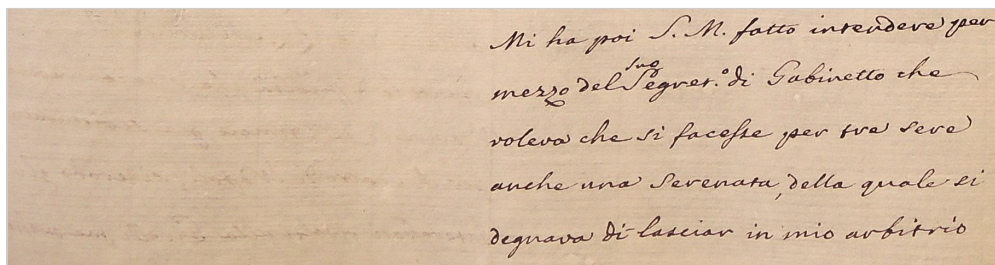 Mi ha poi S. M. fatto intendere per
mezzo del suo Segret.º di Gabinetto che
voleva che si facesse per tre sere
anche una Serenata, della quale si
degnava di lasciar in mio arbitrio